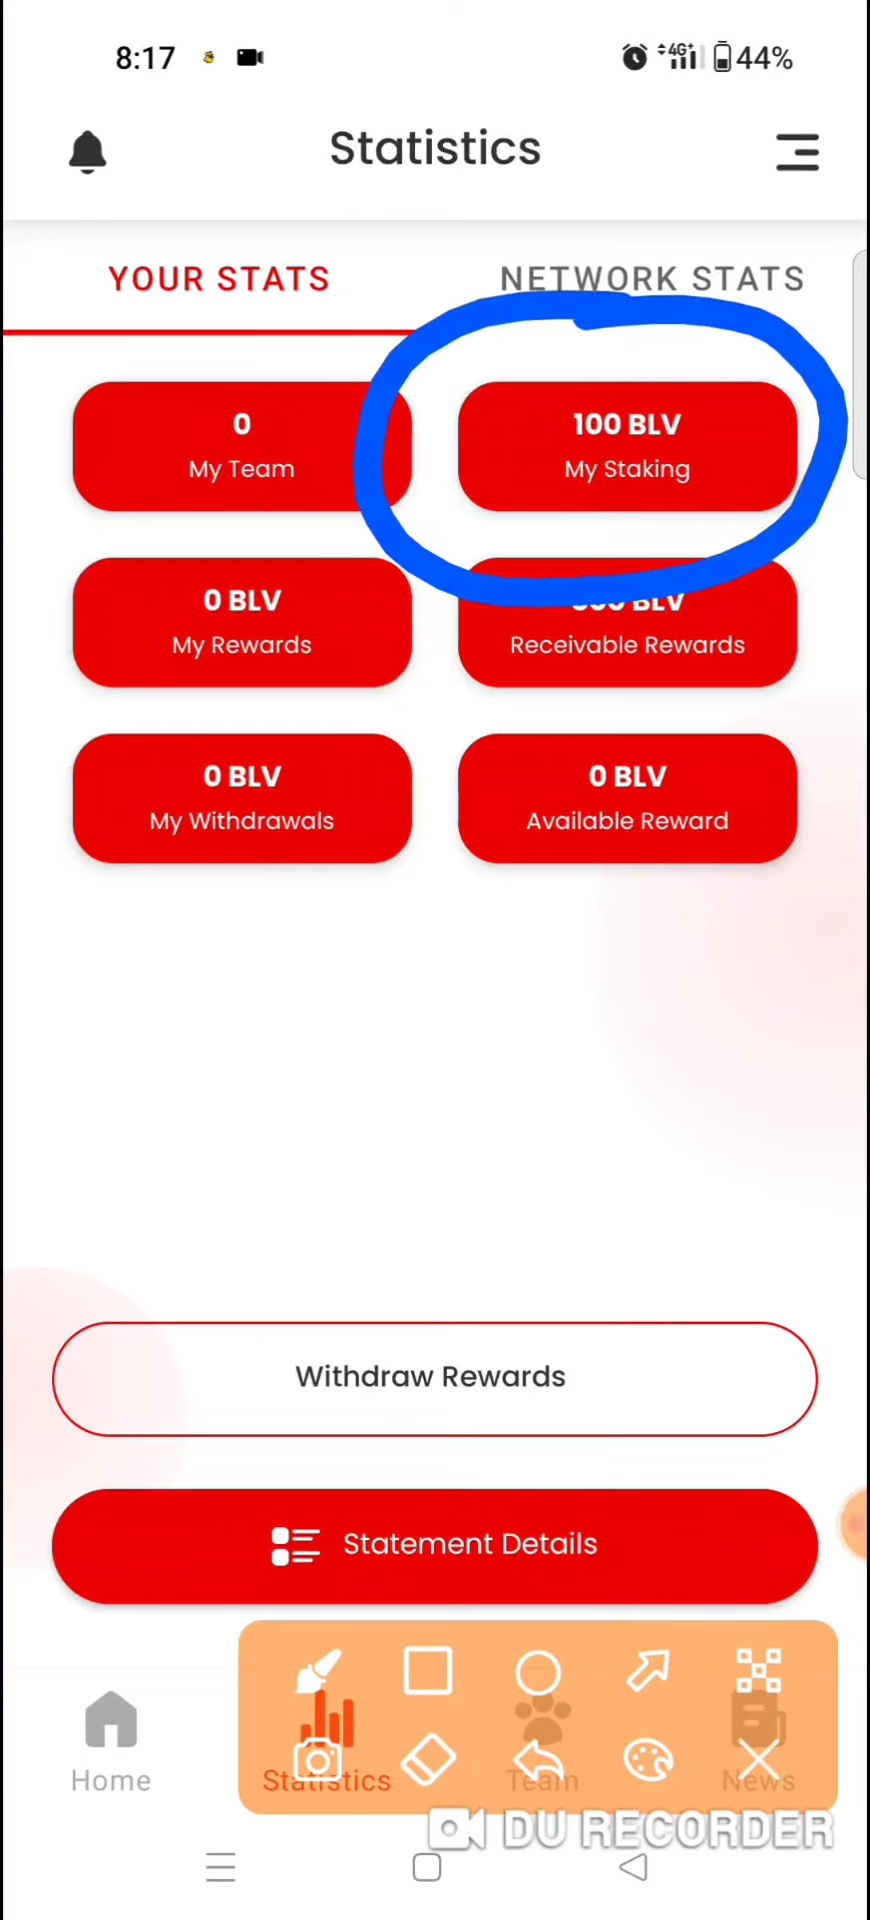 8:17
4G+
44%
Statistics
YOUR STATS
NETWORK STATS
0
My Team
100 BLV
My Staking
0 BLV
My Rewards
BLV
Receivable Rewards
0 BLV
My Withdrawals
0 BLV
Available Reward
Withdraw Rewards
Statement Details
Home
Statistics
Team
News
DU RECORDER